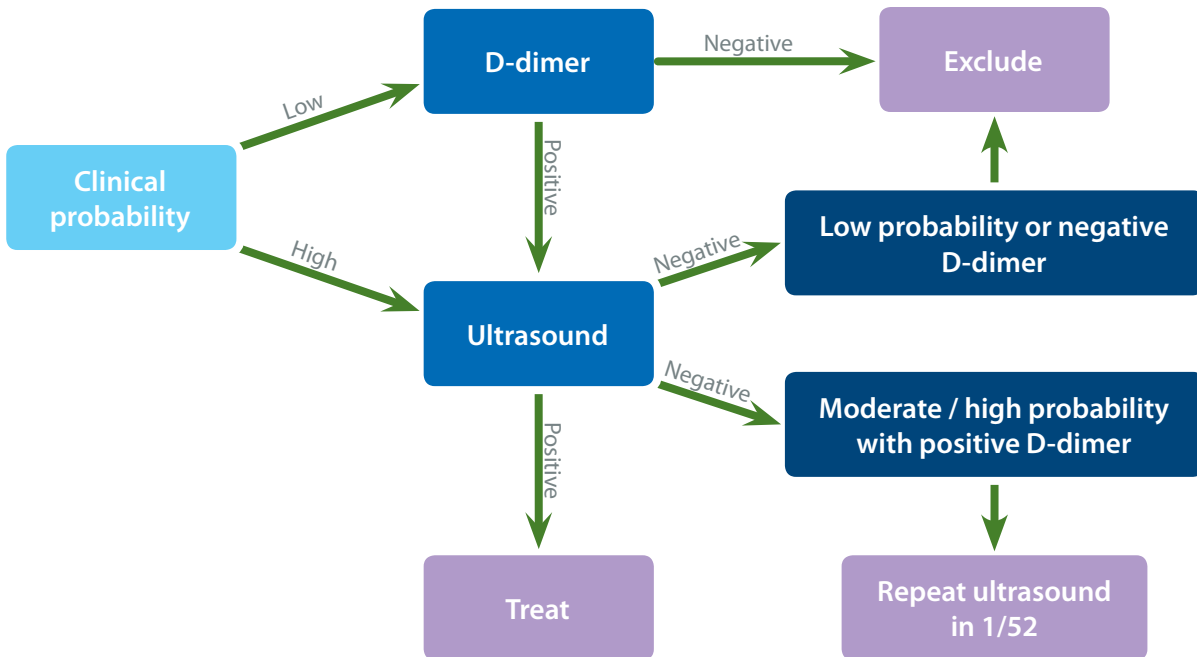 D-dimer
Negative
Exclude
Low
Clinical
probability
Positive
High
Negative
Low probability or negative
D-dimer
Ultrasound
Negative
Moderate / high probability
with positive D-dimer
Positive
Treat
Repeat ultrasound
in 1/52